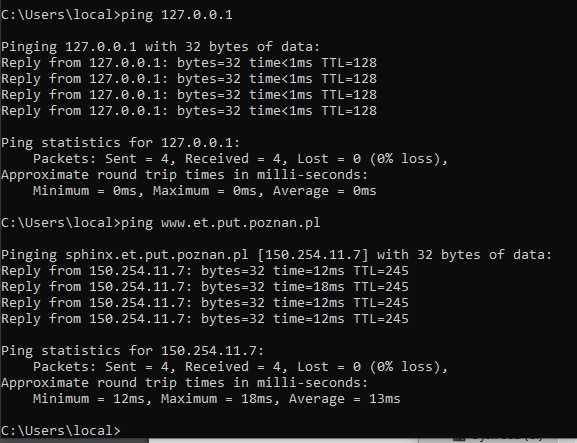 C:\Users\local>ping 127.0.0.1
Pinging 127.0.0.1 with 32 bytes of data:
Reply from 127.0.0.1: bytes=32 time<1ms TTL=128
Reply from 127.0.0.1: bytes=32 time<1ms TTL=128
Reply from 127.0.0.1: bytes=32 time<1ms TTL=128
Reply from 127.0.0.1: bytes=32 time<1ms TTL=128
Ping statistics for 127.0.0.1:
    Packets: Sent = 4, Received = 4, Lost = 0 (0% loss),
Approximate round trip times in milli-seconds:
    Minimum = 0ms, Maximum = 0ms, Average = 0ms
C:\Users\local>ping www.et.put.poznan.pl
Pinging sphinx.et.put.poznan.pl [150.254.11.7] with 32 bytes of data:
Reply from 150.254.11.7: bytes=32 time=12ms TTL=245
Reply from 150.254.11.7: bytes=32 time=18ms TTL=245
Reply from 150.254.11.7: bytes=32 time=12ms TTL=245
Reply from 150.254.11.7: bytes=32 time=12ms TTL=245
Ping statistics for 150.254.11.7:
    Packets: Sent = 4, Received = 4, Lost = 0 (0% loss),
Approximate round trip times in milli-seconds:
    Minimum = 12ms, Maximum = 18ms, Average = 13ms
C:\Users\local>